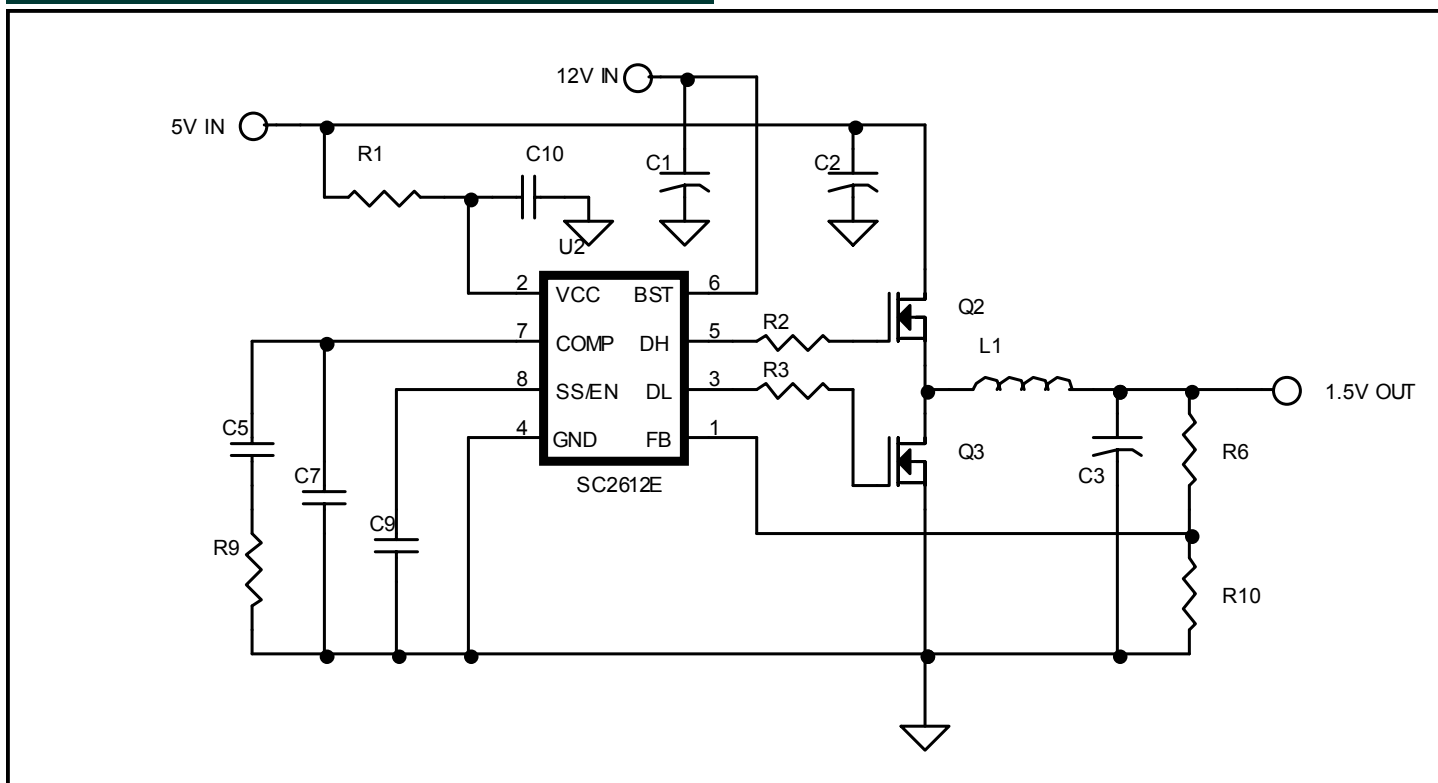 12V IN
5V IN
R1
C10
C1
C2
U2
2
VCC
BST
6
7
COMP
DH
5
R2
Q2
L1
8
SS/EN
DL
3
R3
1.5V OUT
4
GND
FB
1
Q3
C3
R6
SC2612E
C5
C7
C9
R9
R10